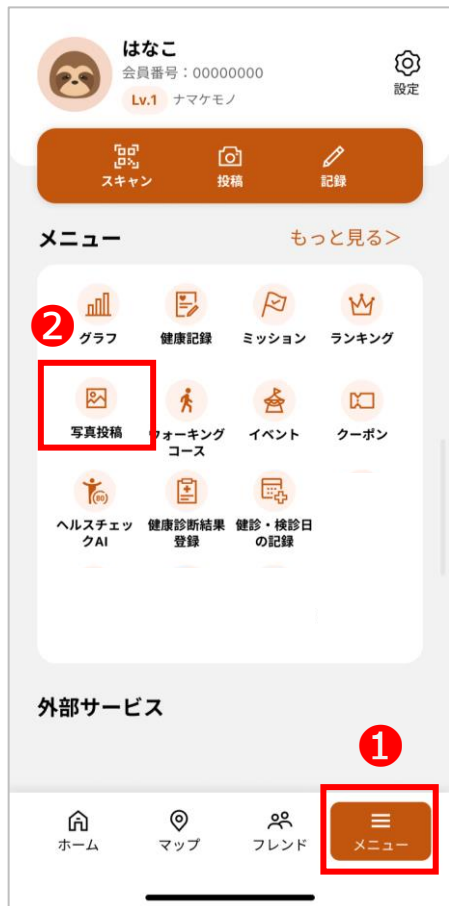 はなこ
会員番号：00000000
Lv.1 ナマケモノ
設定
スキャン 投稿 記録
メニュー もっと見る＞
2
グラフ 健康記録 ミッション ランキング
写真投稿 ウォーキング
コース イベント クーポン
ヘルスチェッ
クAI 健康診断結果
登録 健診・検診日
の記録
外部サービス
1
ホーム マップ フレンド メニュー